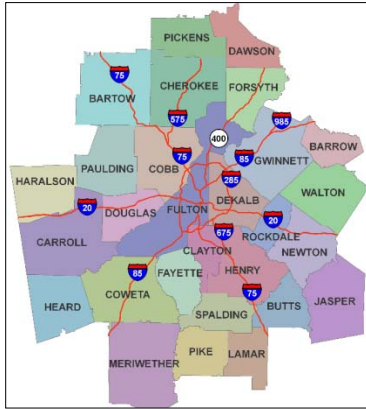 PICKENS
DAWSON
75
BARTOW
CHEROKEE
FORSYTH
575
985
400
BARROW
75
PAULDING
COBB
85
GWINNETT
HARALSON
285
WALTON
DEKALB
20
DOUGLAS
FULTON
20
ROCKDALE
CARROLL
675
CLAYTON
NEWTON
85
FAYETTE
HENRY
HEARD
COWETA
75
BUTTS
JASPER
SPALDING
MERIWETHER
PIKE
LAMAR